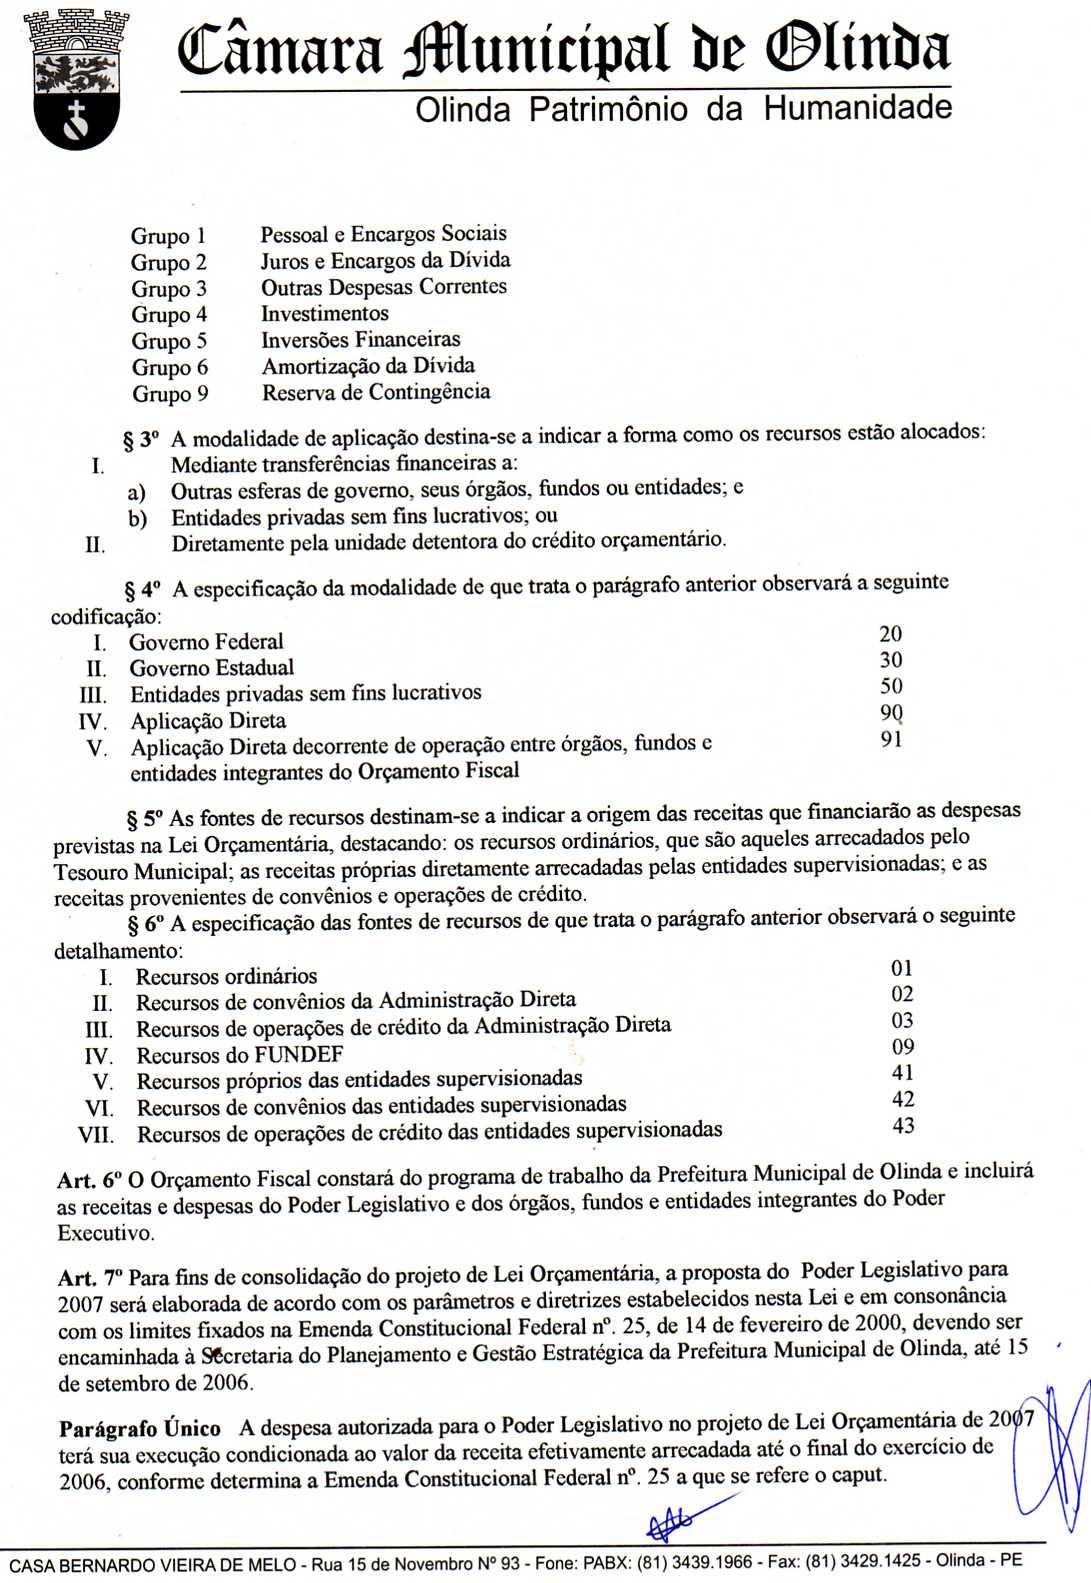 Câmara Municipal de Olinda
Olinda Patrimônio da Humanidade
Grupo 1 Pessoal e Encargos Sociais
Grupo 2 Juros e Encargos da Dívida
Grupo 3 Outras Despesas Correntes
Grupo 4 Investimentos
Grupo 5 Inversões Financeiras
Grupo 6 Amortização da Dívida
Grupo 9 Reserva de Contingência
§ 3º A modalidade de aplicação destina-se a indicar a forma como os recursos estão alocados:
I. Mediante transferências financeiras a:
a) Outras esferas de governo, seus órgãos, fundos ou entidades; e
b) Entidades privadas sem fins lucrativos; ou
II. Diretamente pela unidade detentora do crédito orçamentário.
§ 4º A especificação da modalidade de que trata o parágrafo anterior observará a seguinte
codificação:
I. Governo Federal 20
II. Governo Estadual 30
III. Entidades privadas sem fins lucrativos 50
IV. Aplicação Direta 90
V. Aplicação Direta decorrente de operação entre órgãos, fundos e 91
entidades integrantes do Orçamento Fiscal
§ 5º As fontes de recursos destinam-se a indicar a origem das receitas que financiarão as despesas
previstas na Lei Orçamentária, destacando: os recursos ordinários, que são aqueles arrecadados pelo
Tesouro Municipal; as receitas próprias diretamente arrecadadas pelas entidades supervisionadas; e as
receitas provenientes de convênios e operações de crédito.
§ 6º A especificação das fontes de recursos de que trata o parágrafo anterior observará o seguinte
detalhamento:
I. Recursos ordinários 01
II. Recursos de convênios da Administração Direta 02
III. Recursos de operações de crédito da Administração Direta 03
IV. Recursos do FUNDEF 09
V. Recursos próprios das entidades supervisionadas 41
VI. Recursos de convênios das entidades supervisionadas 42
VII. Recursos de operações de crédito das entidades supervisionadas 43
Art. 6º O Orçamento Fiscal constará do programa de trabalho da Prefeitura Municipal de Olinda e incluirá
as receitas e despesas do Poder Legislativo e dos órgãos, fundos e entidades integrantes do Poder
Executivo.
Art. 7º Para fins de consolidação do projeto de Lei Orçamentária, a proposta do Poder Legislativo para
2007 será elaborada de acordo com os parâmetros e diretrizes estabelecidos nesta Lei e em consonância
com os limites fixados na Emenda Constitucional Federal nº. 25, de 14 de fevereiro de 2000, devendo ser
encaminhada à Secretaria do Planejamento e Gestão Estratégica da Prefeitura Municipal de Olinda, até 15
de setembro de 2006.
Parágrafo Único A despesa autorizada para o Poder Legislativo no projeto de Lei Orçamentária de 2007
terá sua execução condicionada ao valor da receita efetivamente arrecadada até o final do exercício de
2006, conforme determina a Emenda Constitucional Federal nº. 25 a que se refere o caput.
CASA BERNARDO VIEIRA DE MELO - Rua 15 de Novembro Nº 93 - Fone: PABX: (81) 3439.1966 - Fax: (81) 3429.1425 - Olinda - PE